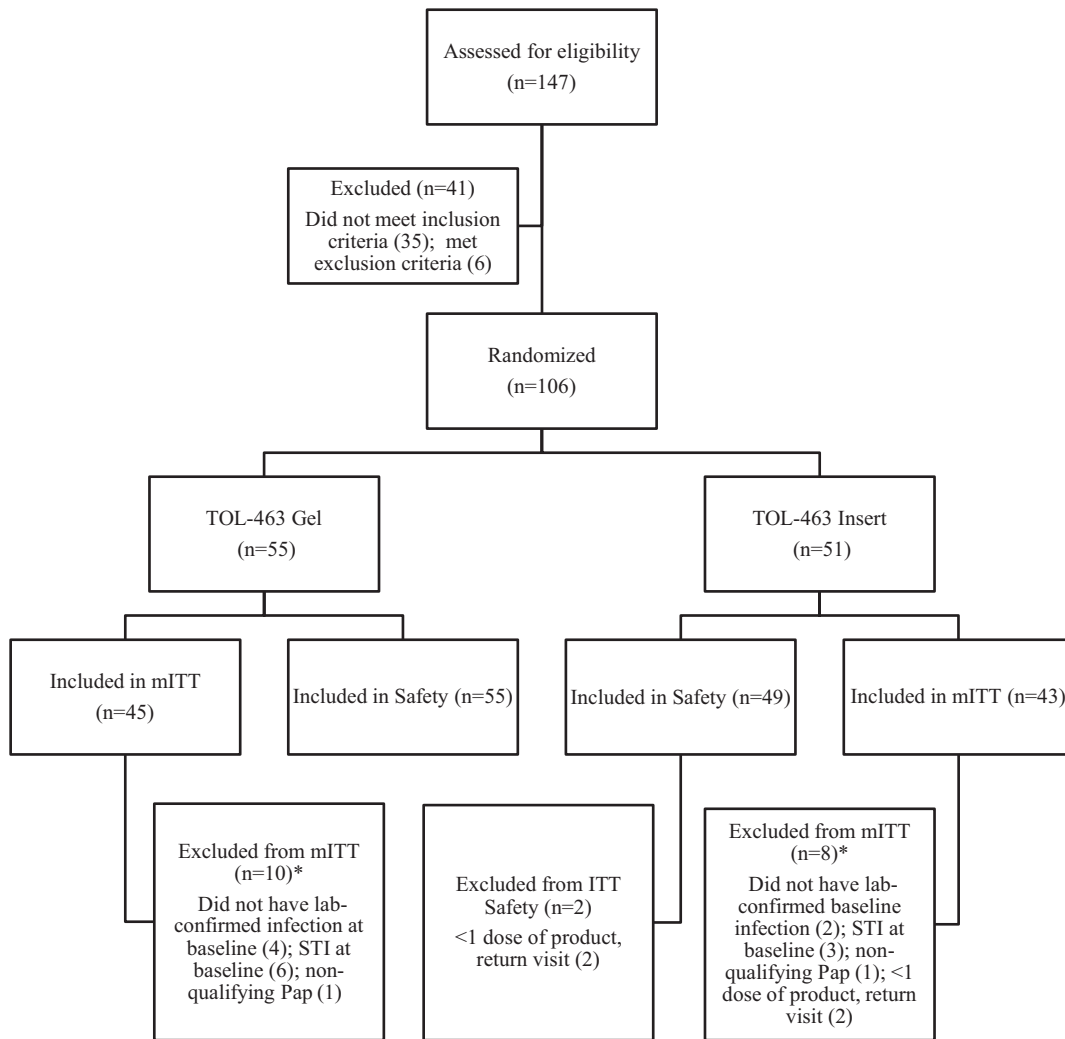 Assessed for eligibility
(n=147)
Excluded (n=41)
Did not meet inclusion
criteria (35);  met
exclusion criteria (6)
Randomized
(n=106)
TOL-463 Gel
(n=55)
TOL-463 Insert
(n=51)
Included in mITT
(n=45)
Included in Safety (n=55)
Included in Safety (n=49)
Included in mITT (n=43)
Excluded from mITT
(n=10)*
Did not have lab-
confirmed infection at
baseline (4); STI at
baseline (6); non-
qualifying Pap (1)
Excluded from ITT
Safety (n=2)
<1 dose of product,
return visit (2)
Excluded from mITT
(n=8)*
Did not have lab-
confirmed baseline
infection (2); STI at
baseline (3); non-
qualifying Pap (1); <1
dose of product, return
visit (2)